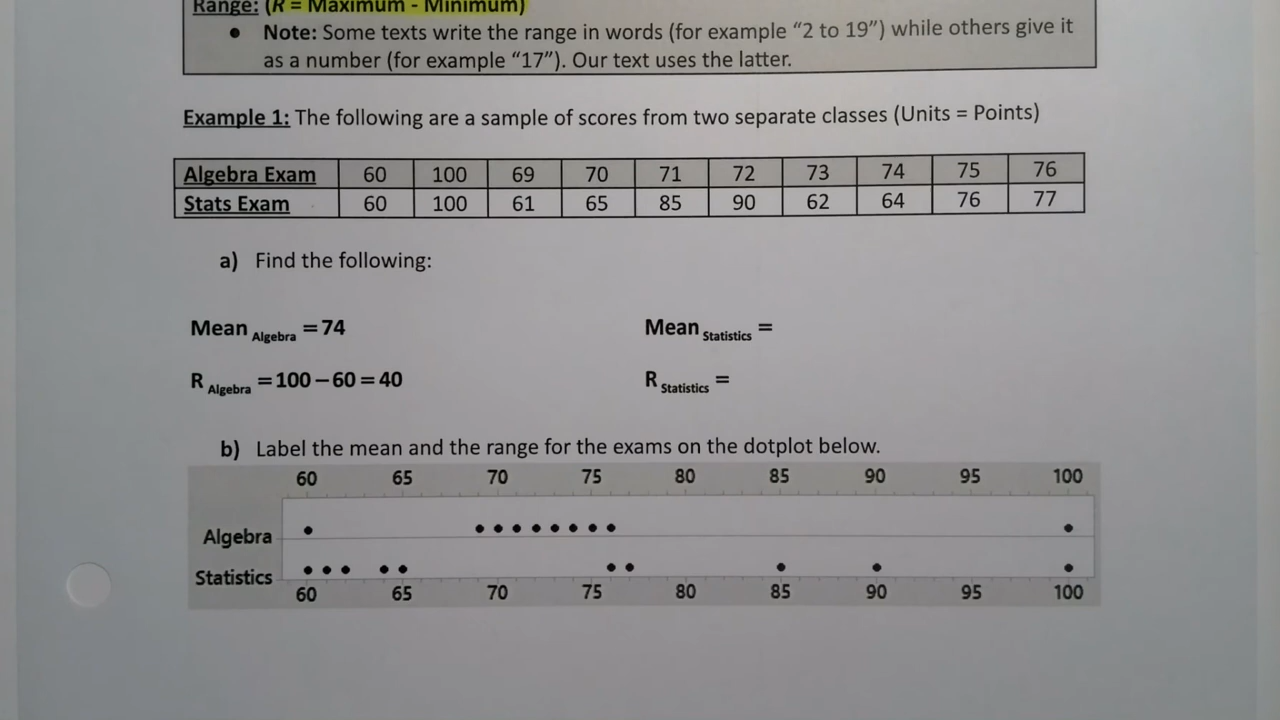 Range: (R = Maximum - Minimum)
• Note: Some texts write the range in words (for example “2 to 19”) while others give it
as a number (for example “17”). Our text uses the latter.
Example 1: The following are a sample of scores from two separate classes (Units = Points)
Algebra Exam 60 100 69 70 71 72 73 74 75 76
Stats Exam 60 100 61 65 85 90 62 64 76 77
a) Find the following:
Mean Algebra = 74 Mean Statistics =
R Algebra = 100 – 60 = 40 R Statistics =
b) Label the mean and the range for the exams on the dotplot below.
60 65 70 75 80 85 90 95 100
Algebra
Statistics
60 65 70 75 80 85 90 95 100